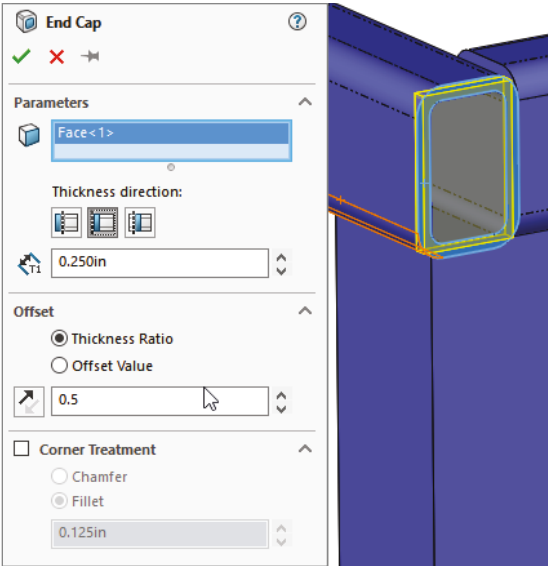 End Cap
?
Parameters
Face<1>
Thickness direction:
T1
0.250in
Offset
Thickness Ratio
Offset Value
0.5
Corner Treatment
Chamfer
Fillet
0.125in